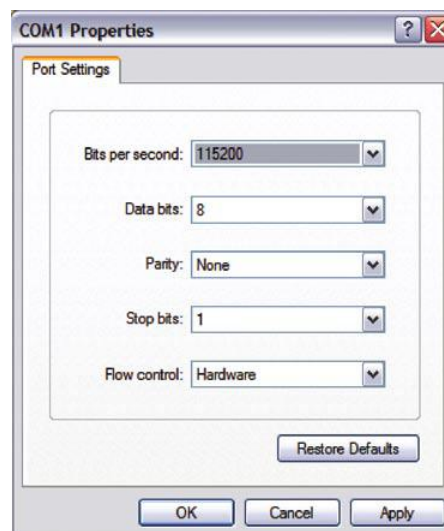 COM1 Properties
Port Settings
Bits per second: 115200
Data bits: 8
Parity: None
Stop bits: 1
Flow control: Hardware
Restore Defaults
OK Cancel Apply